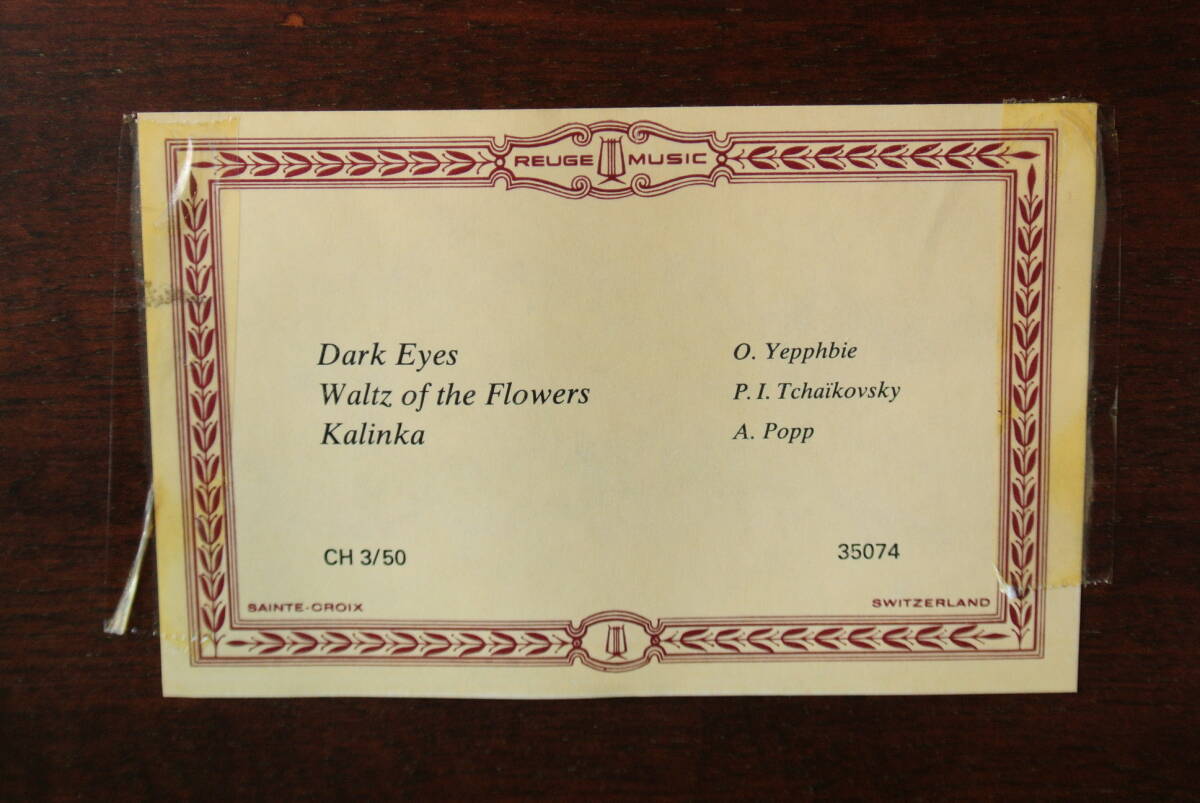 REUGE MUSIC
Dark Eyes O. Yepphbie
Waltz of the Flowers P. I. Tchaïkovsky
Kalinka A. Popp
CH 3/50 35074
SAINTE-CROIX SWITZERLAND